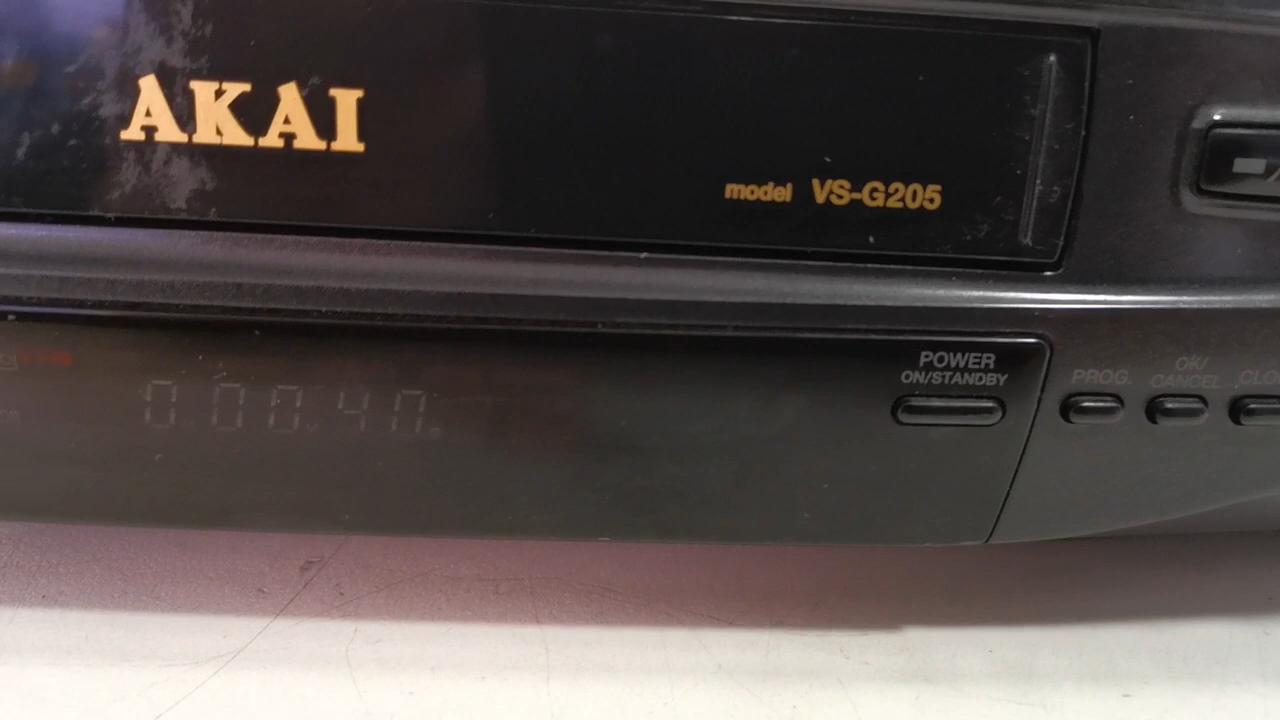 AKAI
model VS-G205
POWER
ON/STANDBY
PROG.
OK/
CANCEL
0.00.40.